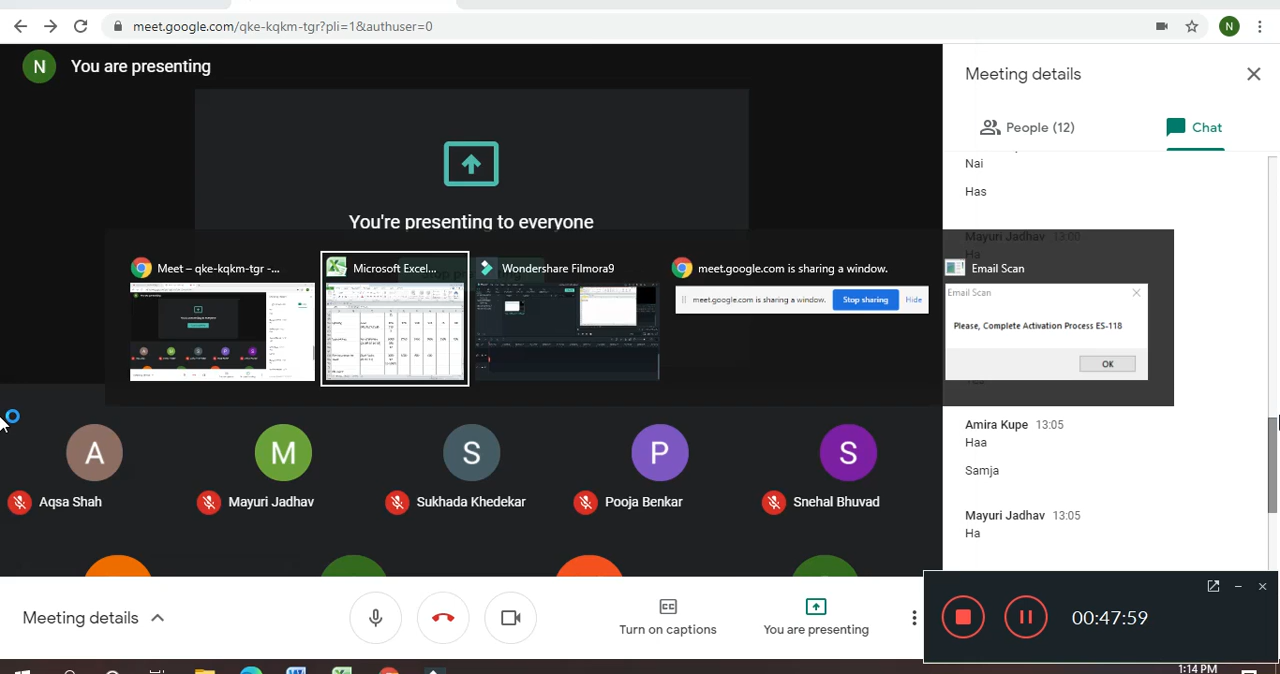 meet.google.com/qke-kqkm-tgr?pli=1&authuser=0
N
N
You are presenting
You're presenting to everyone
Meeting details
People (12)
Chat
Nai
Has
Mayuri Jadhav 13:00
Ha
Meet – qke-kqkm-tgr -...
Microsoft Excel...
Wondershare Filmora9
meet.google.com is sharing a window.
Email Scan
meet.google.com is sharing a window.
Stop sharing
Hide
Email Scan
Please, Complete Activation Process ES-118
OK
Amira Kupe 13:05
Haa
Samja
Mayuri Jadhav 13:05
Ha
A
M
S
P
S
Aqsa Shah
Mayuri Jadhav
Sukhada Khedekar
Pooja Benkar
Snehal Bhuvad
Meeting details
Turn on captions
You are presenting
00:47:59
1:14 PM